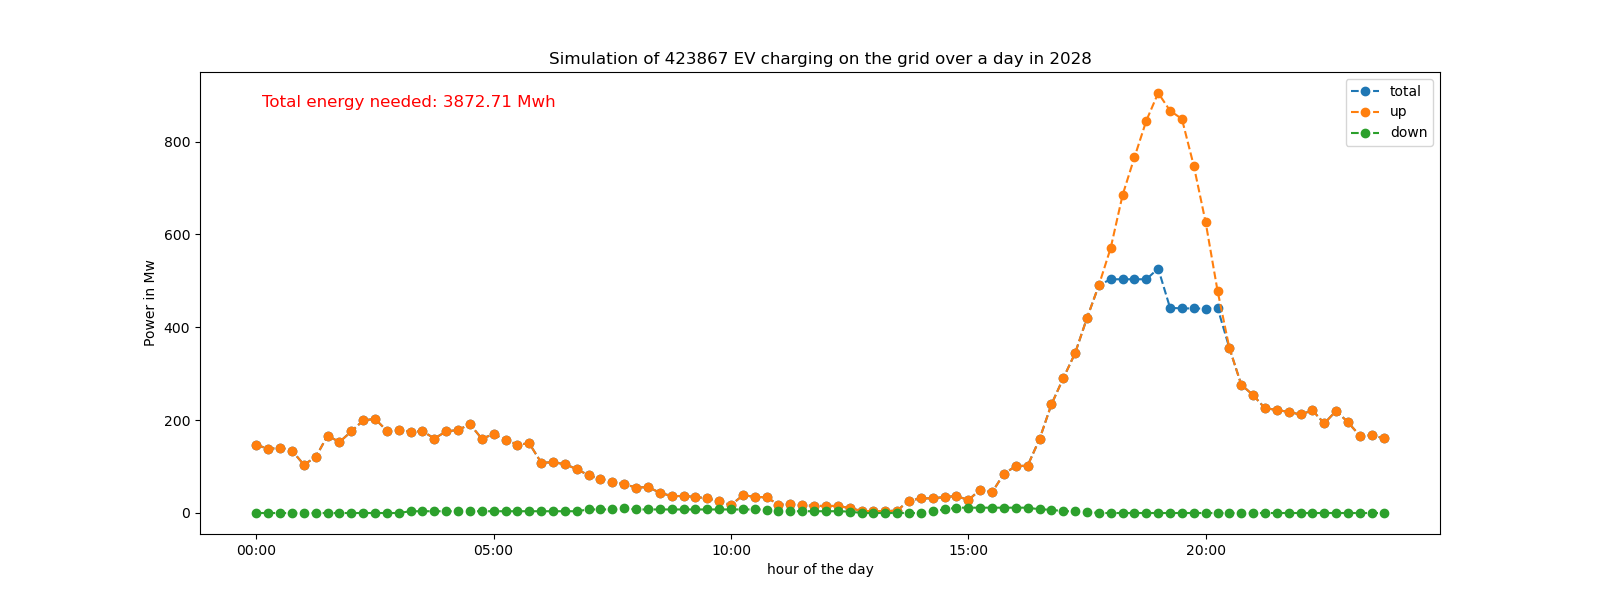 Simulation of 423867 EV charging on the grid over a day in 2028
Total energy needed: 3872.71 Mwh
total
up
down
Power in Mw
800
600
400
200
0
00:00 05:00 10:00 15:00 20:00
hour of the day